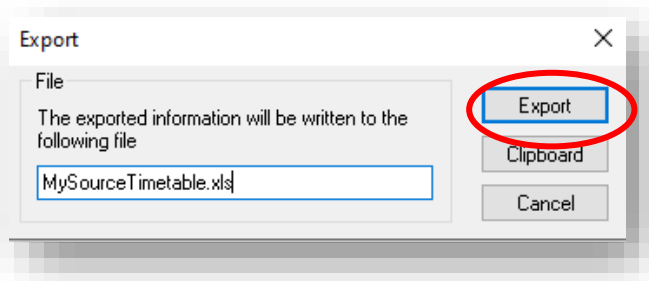 Export
File
The exported information will be written to the
following file
MySourceTimetable.xls
Export
Clipboard
Cancel